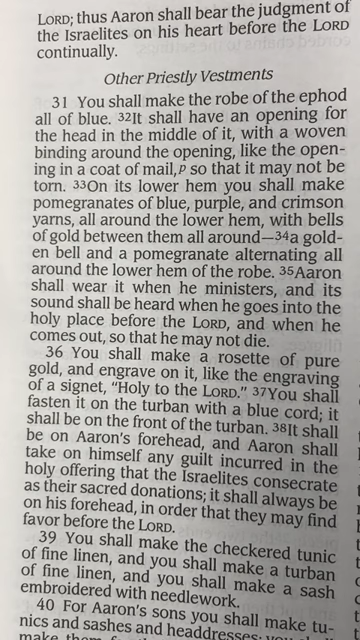 LORD; thus Aaron shall bear the judgment of
the Israelites on his heart before the LORD
continually.
Other Priestly Vestments
31 You shall make the robe of the ephod
all of blue. 32It shall have an opening for
the head in the middle of it, with a woven
binding around the opening, like the open-
ing in a coat of mail,p so that it may not be
torn. 33On its lower hem you shall make
pomegranates of blue, purple, and crimson
yarns, all around the lower hem, with bells
of gold between them all around—34a gold-
en bell and a pomegranate alternating all
around the lower hem of the robe. 35Aaron
shall wear it when he ministers, and its
sound shall be heard when he goes into the
holy place before the LORD, and when he
comes out, so that he may not die.
36 You shall make a rosette of pure
gold, and engrave on it, like the engraving
of a signet, “Holy to the LORD.” 37You shall
fasten it on the turban with a blue cord; it
shall be on the front of the turban. 38It shall
be on Aaron's forehead, and Aaron shall
take on himself any guilt incurred in the
holy offering that the Israelites consecrate
as their sacred donations; it shall always be
on his forehead, in order that they may find
favor before the LORD.
39 You shall make the checkered tunic
of fine linen, and you shall make a turban
of fine linen, and you shall make a sash
embroidered with needlework.
40 For Aaron's sons you shall make tu-
nics and sashes and headdresses; you shall
make them for